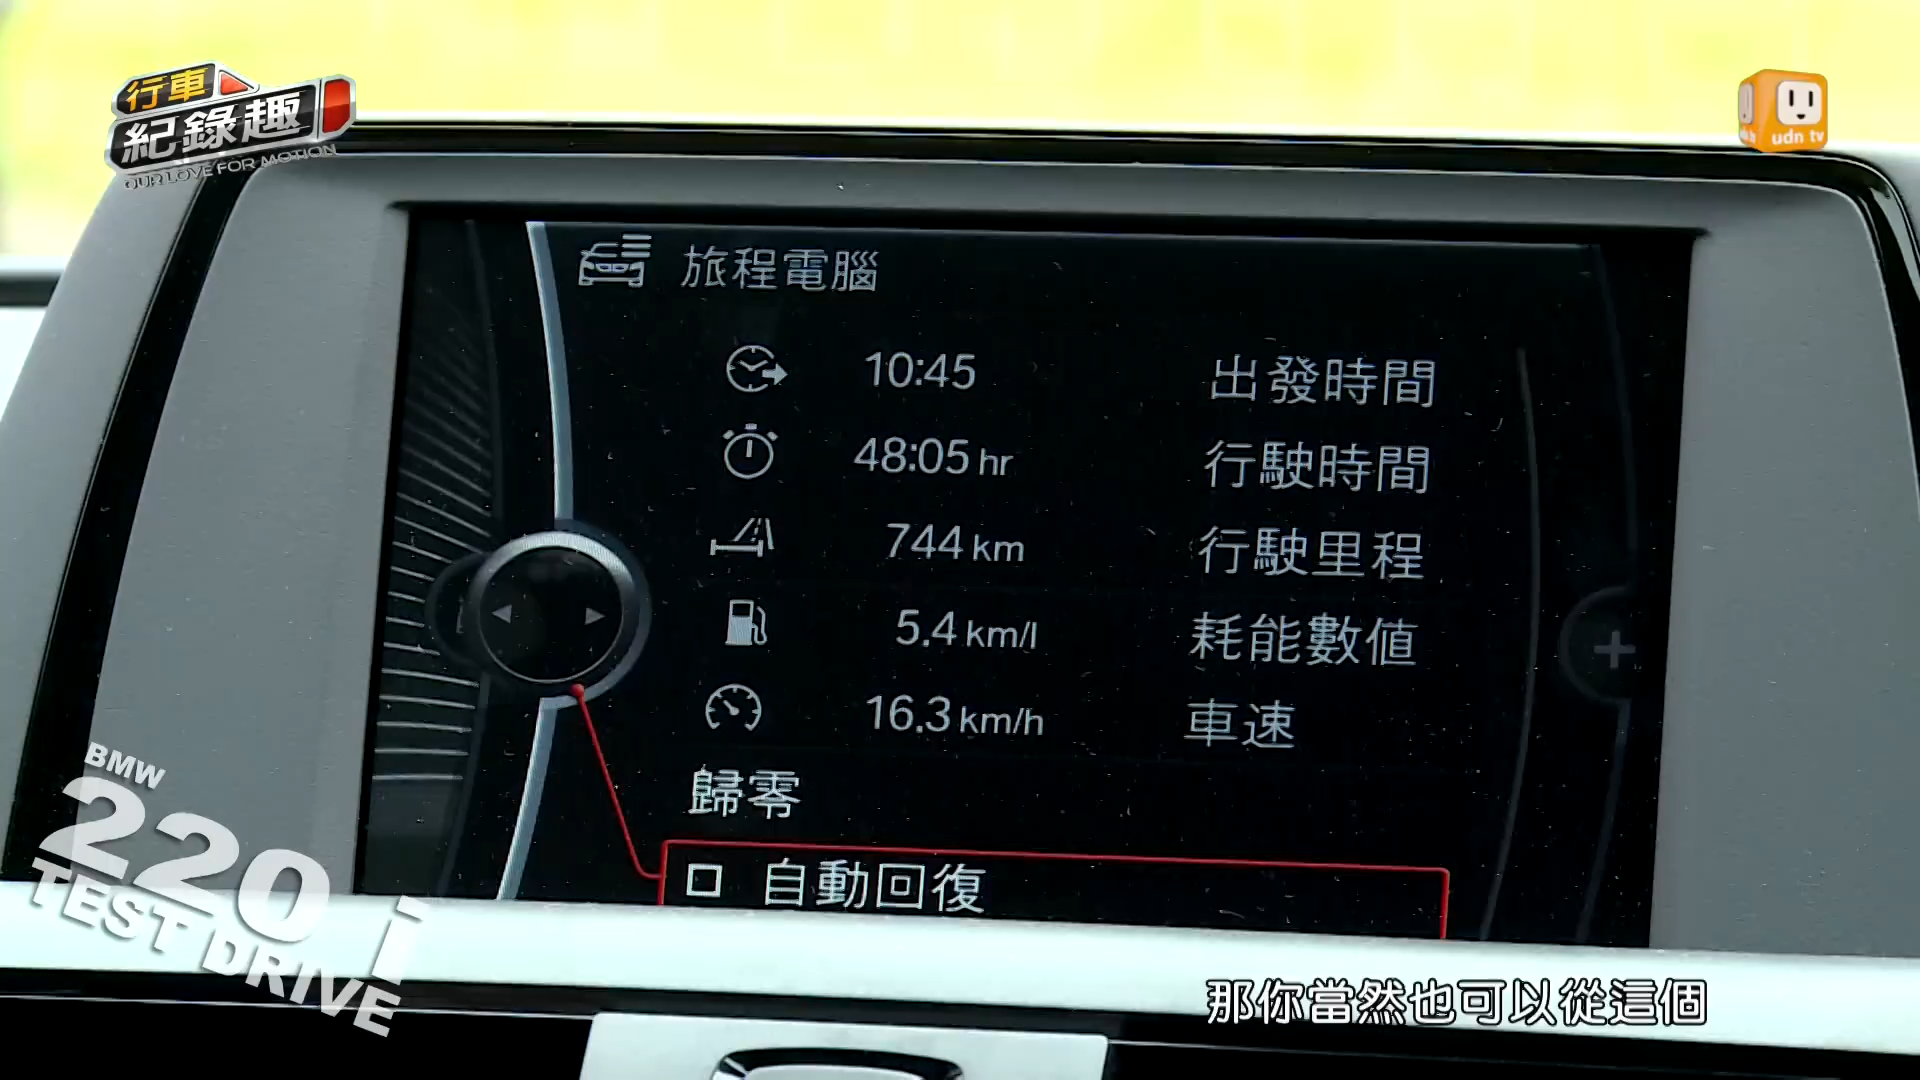 行車
紀錄趣
OUR LOVE FOR MOTION
udn tv
旅程電腦
10:45 出發時間
48:05 hr 行駛時間
744 km 行駛里程
5.4 km/l 耗能數值
16.3 km/h 車速
歸零
自動回復
BMW
220i
TEST DRIVE
那你當然也可以從這個